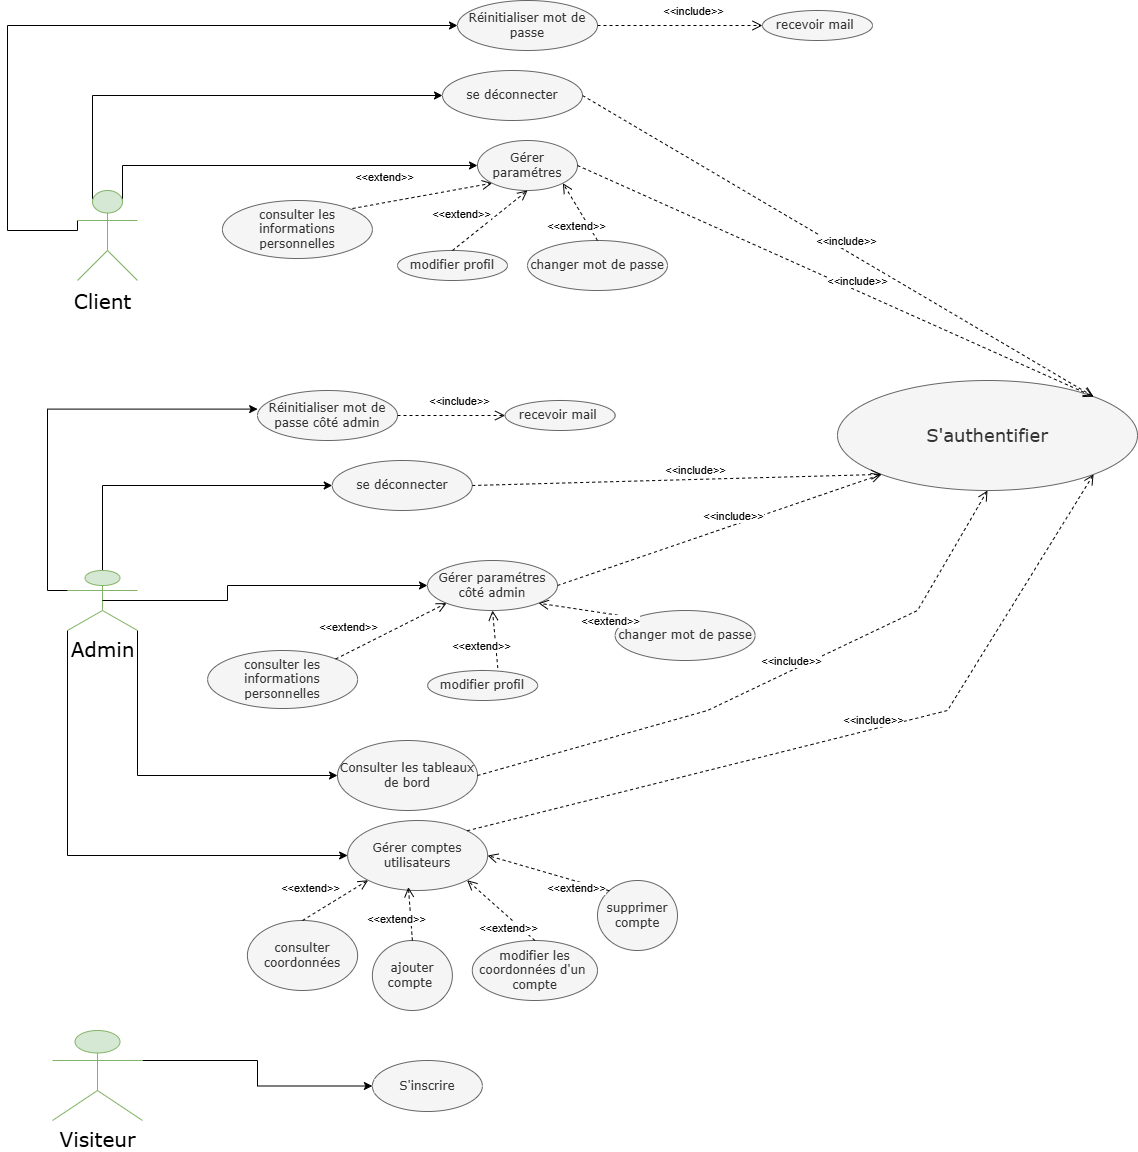 Réinitialiser mot de
passe
<<include>>
recevoir mail
se déconnecter
Gérer
paramétres
<<extend>>
consulter les
informations
personnelles
<<extend>>
modifier profil
<<extend>>
changer mot de passe
<<include>>
<<include>>
Client
Réinitialiser mot de
passe côté admin
<<include>>
recevoir mail
S'authentifier
se déconnecter
<<include>>
<<include>>
Gérer paramétres
côté admin
Admin
<<extend>>
consulter les
informations
personnelles
<<extend>>
modifier profil
<<extend>>
changer mot de passe
<<include>>
<<include>>
Consulter les tableaux
de bord
Gérer comptes
utilisateurs
<<extend>>
consulter
coordonnées
<<extend>>
ajouter
compte
<<extend>>
modifier les
coordonnées d'un
compte
<<extend>>
supprimer
compte
S'inscrire
Visiteur